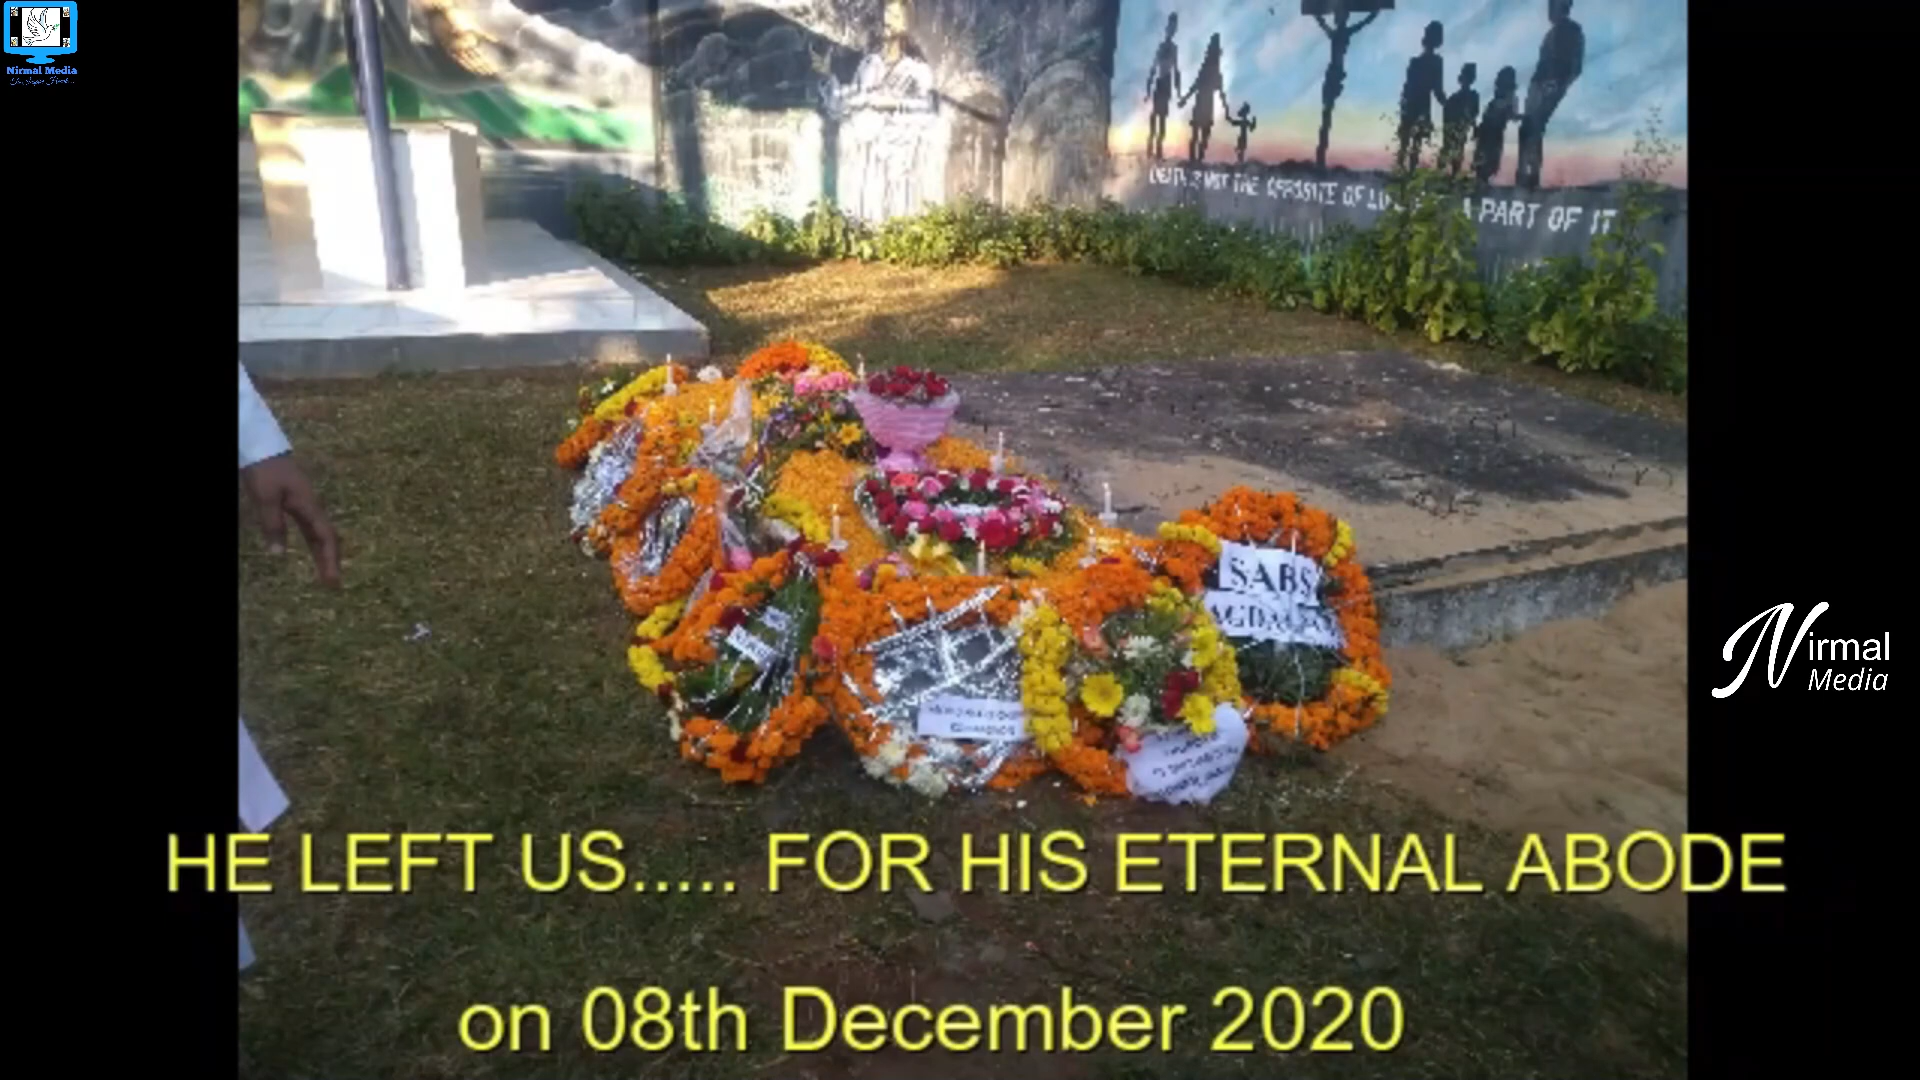 Nirmal Media
DEATH IS NOT THE OPPOSITE OF LIFE A PART OF IT
SABS
Nirmal
Media
HE LEFT US..... FOR HIS ETERNAL ABODE
on 08th December 2020